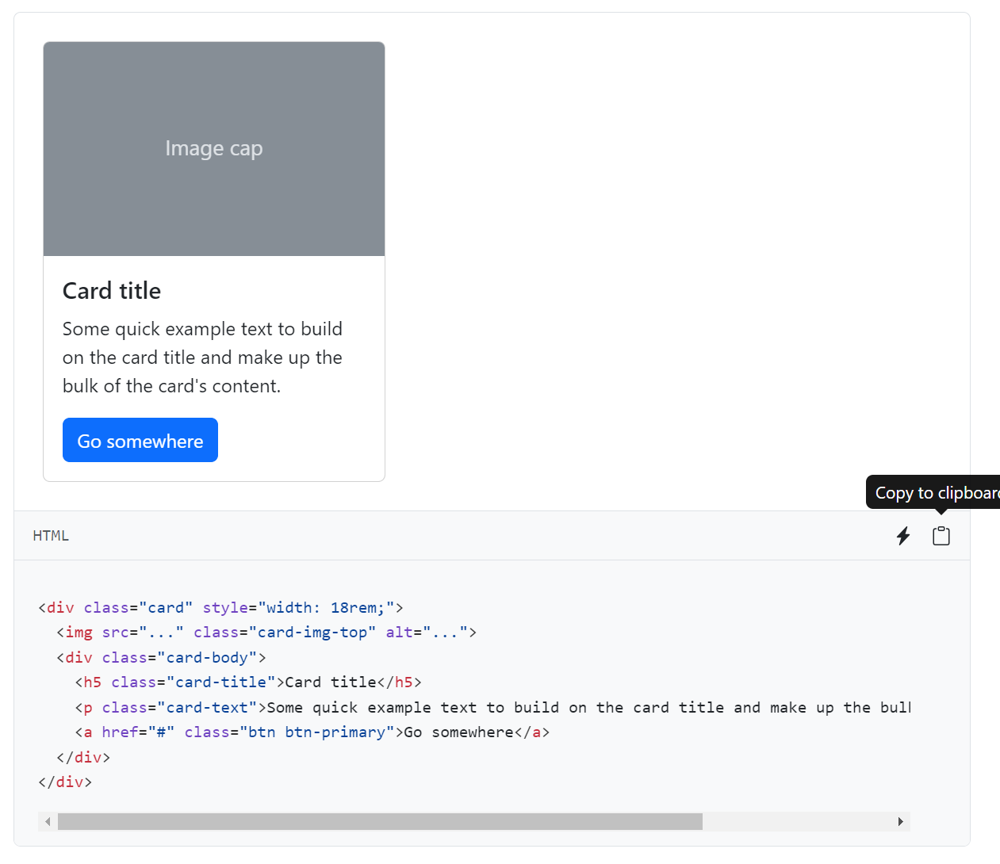 Image cap
Card title
Some quick example text to build
on the card title and make up the
bulk of the card's content.
Go somewhere
Copy to clipboar
HTML
<div class="card" style="width: 18rem;">
  <img src="..." class="card-img-top" alt="...">
  <div class="card-body">
    <h5 class="card-title">Card title</h5>
    <p class="card-text">Some quick example text to build on the card title and make up the bul
    <a href="#" class="btn btn-primary">Go somewhere</a>
  </div>
</div>